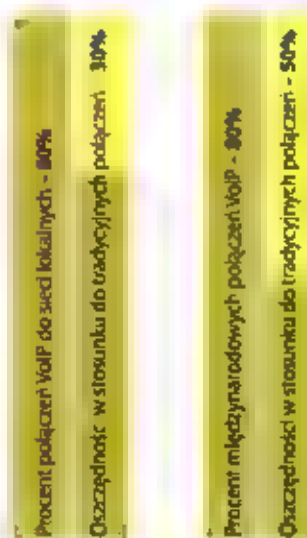 Procent połączeń VoIP do sieci lokalnych - 80%
Oszczędność w stosunku do tradycyjnych połączeń 30%
Procent międzynarodowych połączeń VoIP - 80%
Oszczędności w stosunku do tradycyjnych połączeń - 50%